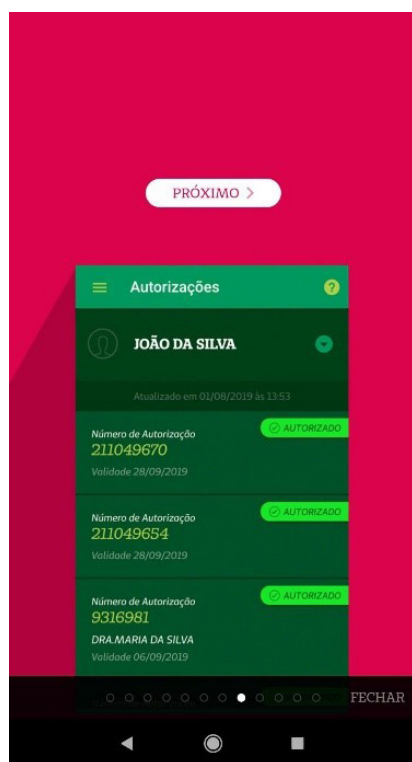 PRÓXIMO >
Autorizações
?
JOÃO DA SILVA
Atualizado em 01/08/2019 às 13:53
Número de Autorização
AUTORIZADO
211049670
Validade 28/09/2019
Número de Autorização
AUTORIZADO
211049654
Validade 28/09/2019
Número de Autorização
AUTORIZADO
9316981
DRA.MARIA DA SILVA
Validade 06/09/2019
FECHAR